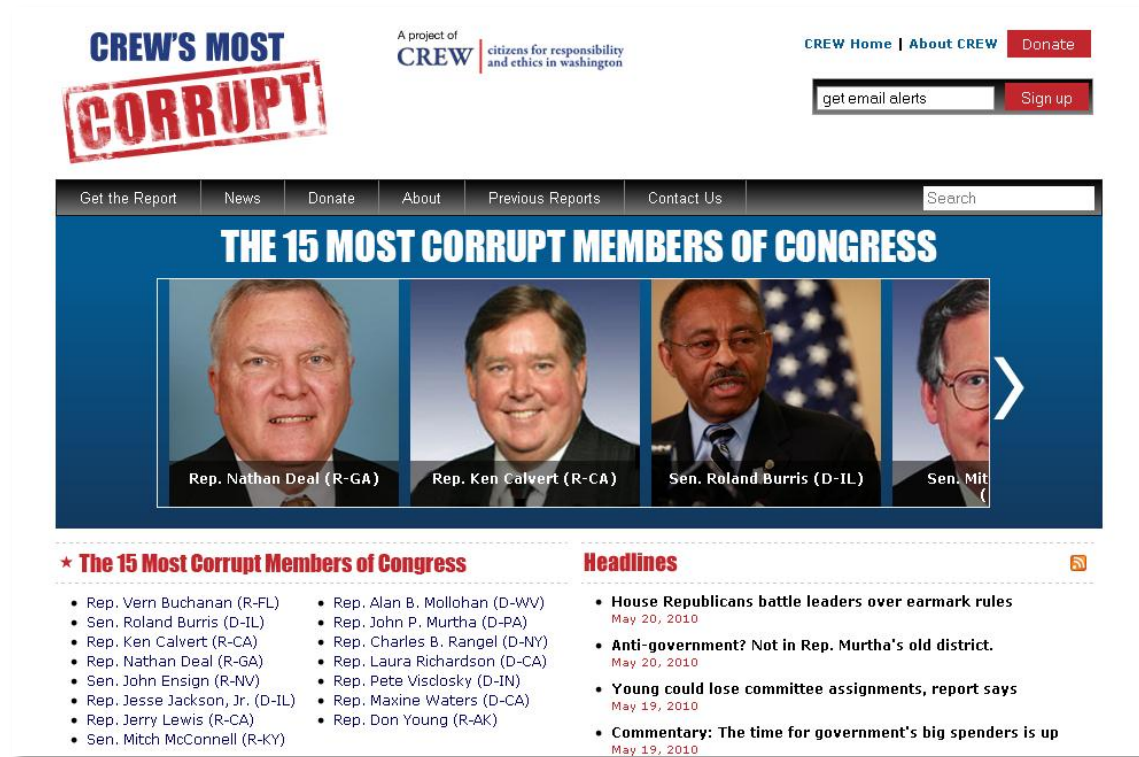 CREW'S MOST
CORRUPT
A project of
CREW citizens for responsibility
and ethics in washington
CREW Home | About CREW Donate
get email alerts Sign up
Get the Report News Donate About Previous Reports Contact Us Search
THE 15 MOST CORRUPT MEMBERS OF CONGRESS
Rep. Nathan Deal (R-GA) Rep. Ken Calvert (R-CA) Sen. Roland Burris (D-IL) Sen. Mit
(
The 15 Most Corrupt Members of Congress
Rep. Vern Buchanan (R-FL)
Sen. Roland Burris (D-IL)
Rep. Ken Calvert (R-CA)
Rep. Nathan Deal (R-GA)
Sen. John Ensign (R-NV)
Rep. Jesse Jackson, Jr. (D-IL)
Rep. Jerry Lewis (R-CA)
Sen. Mitch McConnell (R-KY)
Rep. Alan B. Mollohan (D-WV)
Rep. John P. Murtha (D-PA)
Rep. Charles B. Rangel (D-NY)
Rep. Laura Richardson (D-CA)
Rep. Pete Visclosky (D-IN)
Rep. Maxine Waters (D-CA)
Rep. Don Young (R-AK)
Headlines
House Republicans battle leaders over earmark rules
May 20, 2010
Anti-government? Not in Rep. Murtha's old district.
May 20, 2010
Young could lose committee assignments, report says
May 19, 2010
Commentary: The time for government's big spenders is up
May 19, 2010